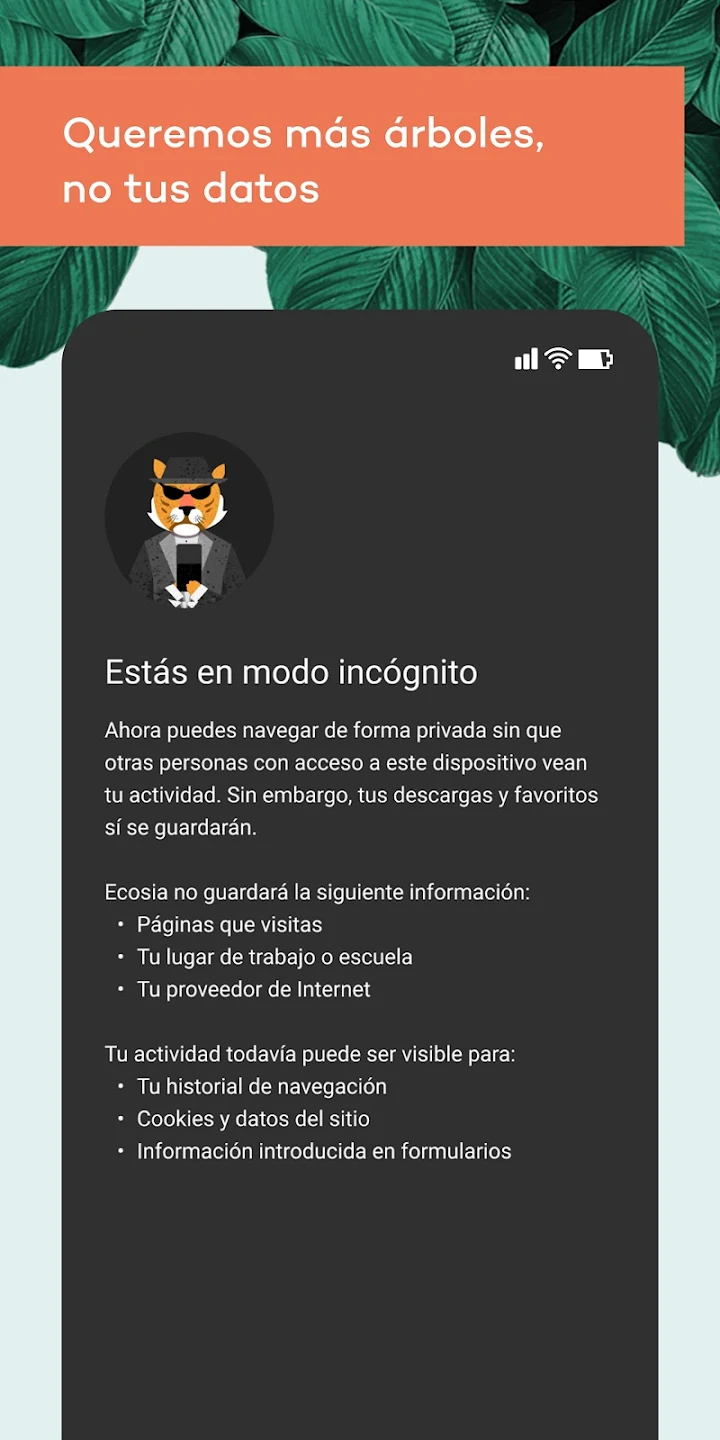 Queremos más árboles,
no tus datos
Estás en modo incógnito
Ahora puedes navegar de forma privada sin que
otras personas con acceso a este dispositivo vean
tu actividad. Sin embargo, tus descargas y favoritos
sí se guardarán.
Ecosia no guardará la siguiente información:
• Páginas que visitas
• Tu lugar de trabajo o escuela
• Tu proveedor de Internet
Tu actividad todavía puede ser visible para:
• Tu historial de navegación
• Cookies y datos del sitio
• Información introducida en formularios